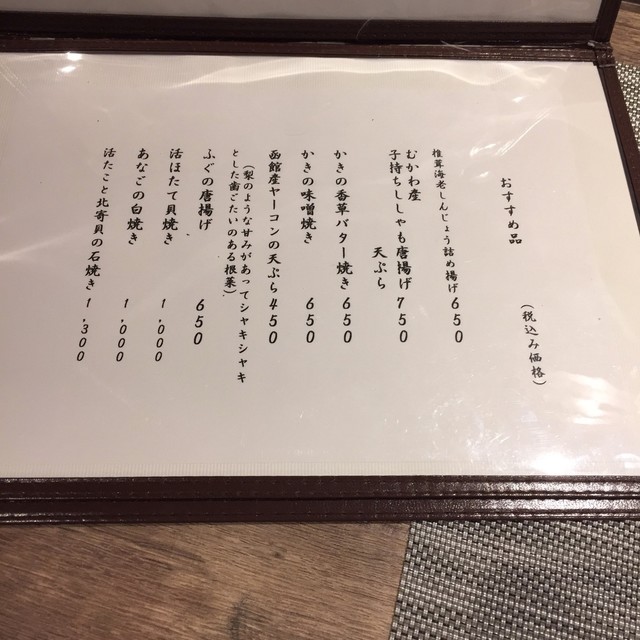 おすすめ品
（税込み価格）
椎茸海老しんじょう詰め揚げ 650
むかわ産
子持ちししゃも唐揚げ 750
天ぷら
かきの香草バター焼き 650
かきの味噌焼き 650
函館産ヤーコンの天ぷら 450
（梨のような甘みがあってシャキシャキ
とした歯ごたいのある根菜）
ふぐの唐揚げ 650
活ほたて貝焼き 1,000
あなごの白焼き 1,000
活たこと北寄貝の石焼き 1,300